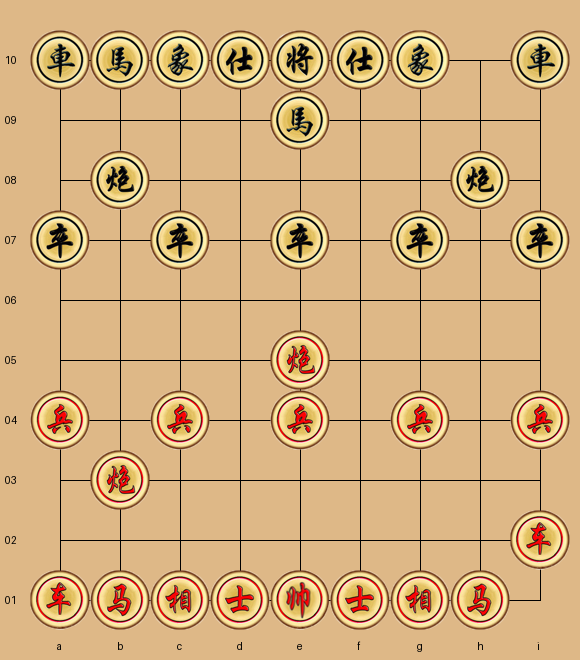 10 車 馬 象 仕 将 仕 象 車
09 馬
08 炮 炮
07 卒 卒 卒 卒 卒
06
05 炮
04 兵 兵 兵 兵 兵
03 炮
02 车
01 车 马 相 士 帅 士 相 马
a b c d e f g h i